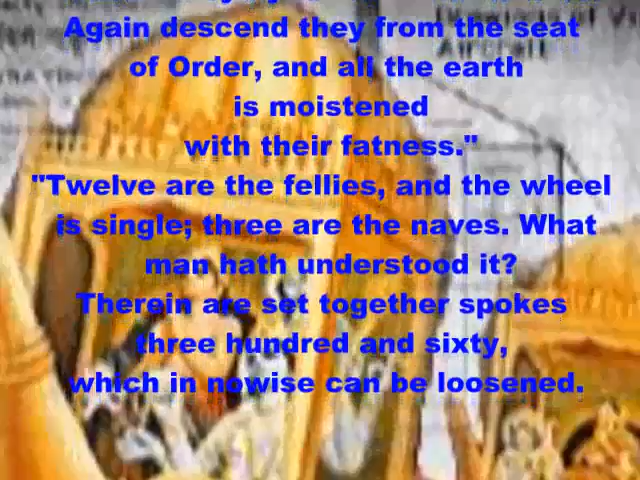 Again descend they from the seat
of Order, and all the earth
is moistened
with their fatness."
"Twelve are the fellies, and the wheel
is single; three are the naves. What
man hath understood it?
Therein are set together spokes
three hundred and sixty,
which in nowise can be loosened.